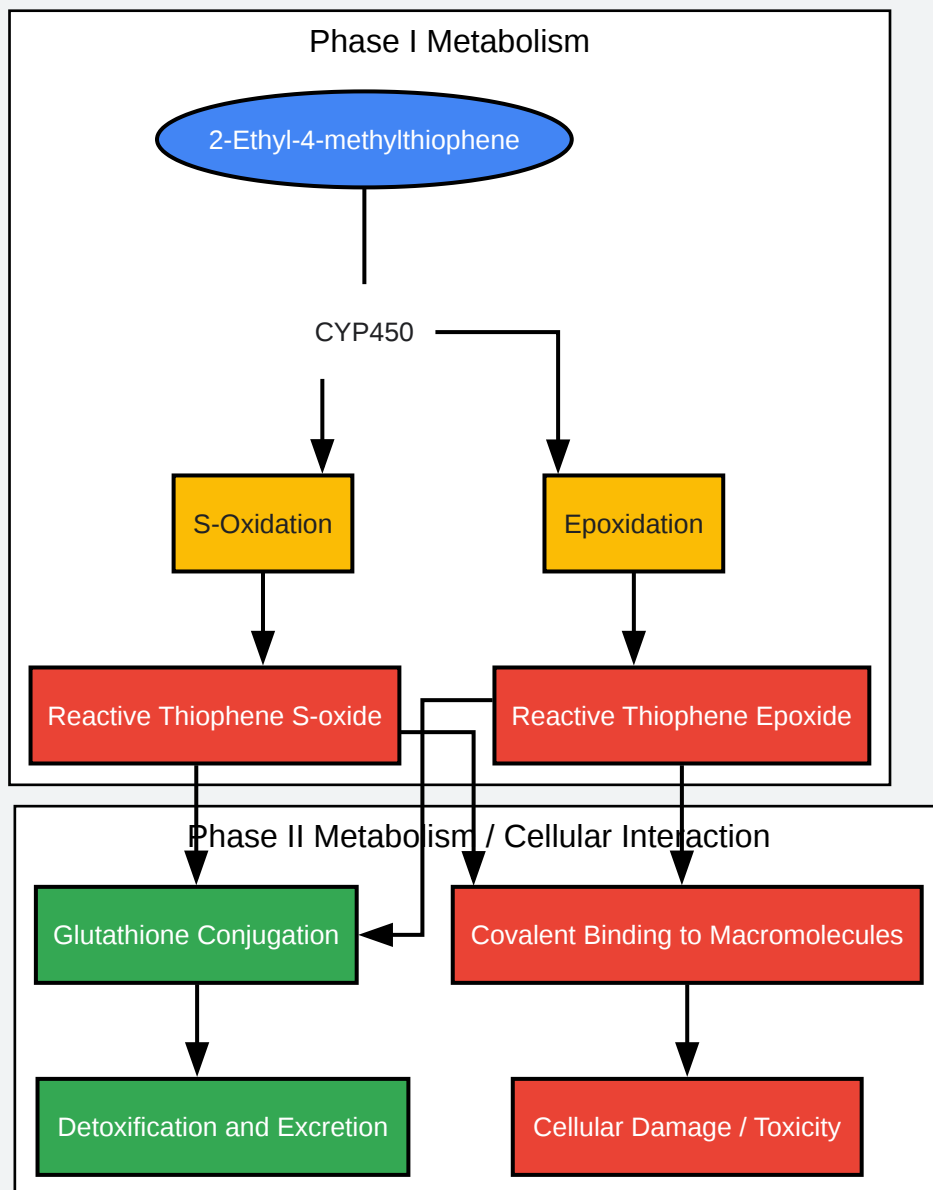 Phase I Metabolism
2-Ethyl-4-methylthiophene
CYP450
S-Oxidation
Epoxidation
Reactive Thiophene S-oxide
Reactive Thiophene Epoxide
Phase II Metabolism / Cellular Interaction
Glutathione Conjugation
Covalent Binding to Macromolecules
Detoxification and Excretion
Cellular Damage / Toxicity